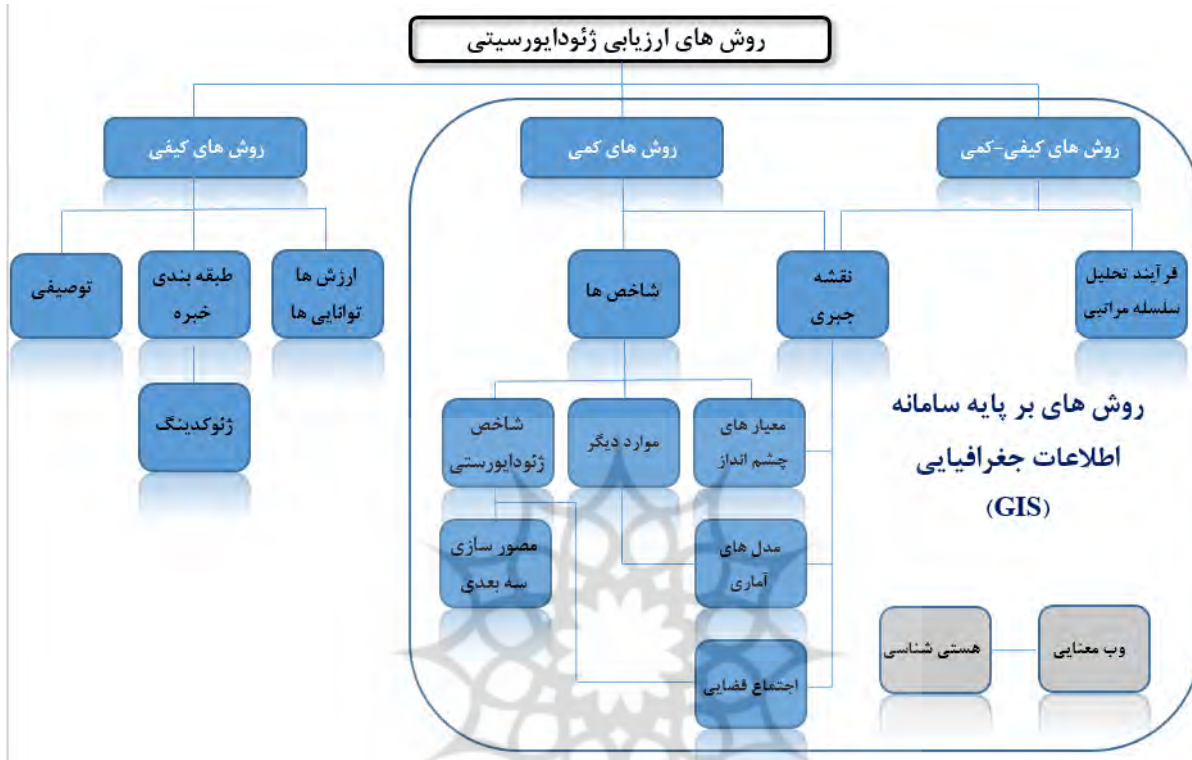 روش های ارزیابی ژئودایورسیتی
روش های کیفی-کمی
روش های کمی
روش های کیفی
فرآیند تحلیل
سلسله مراتبی
نقشه
جبری
شاخص ها
ارزش ها
توانایی ها
طبقه بندی
خبره
توصیفی
ژئوکدینگ
معیار های
چشم انداز
موارد دیگر
شاخص
ژئودایورستی
روش های بر پایه سامانه
اطلاعات جغرافیایی
(GIS)
مدل های
آماری
مصور سازی
سه بعدی
وب معنایی
هستی شناسی
اجتماع فضایی